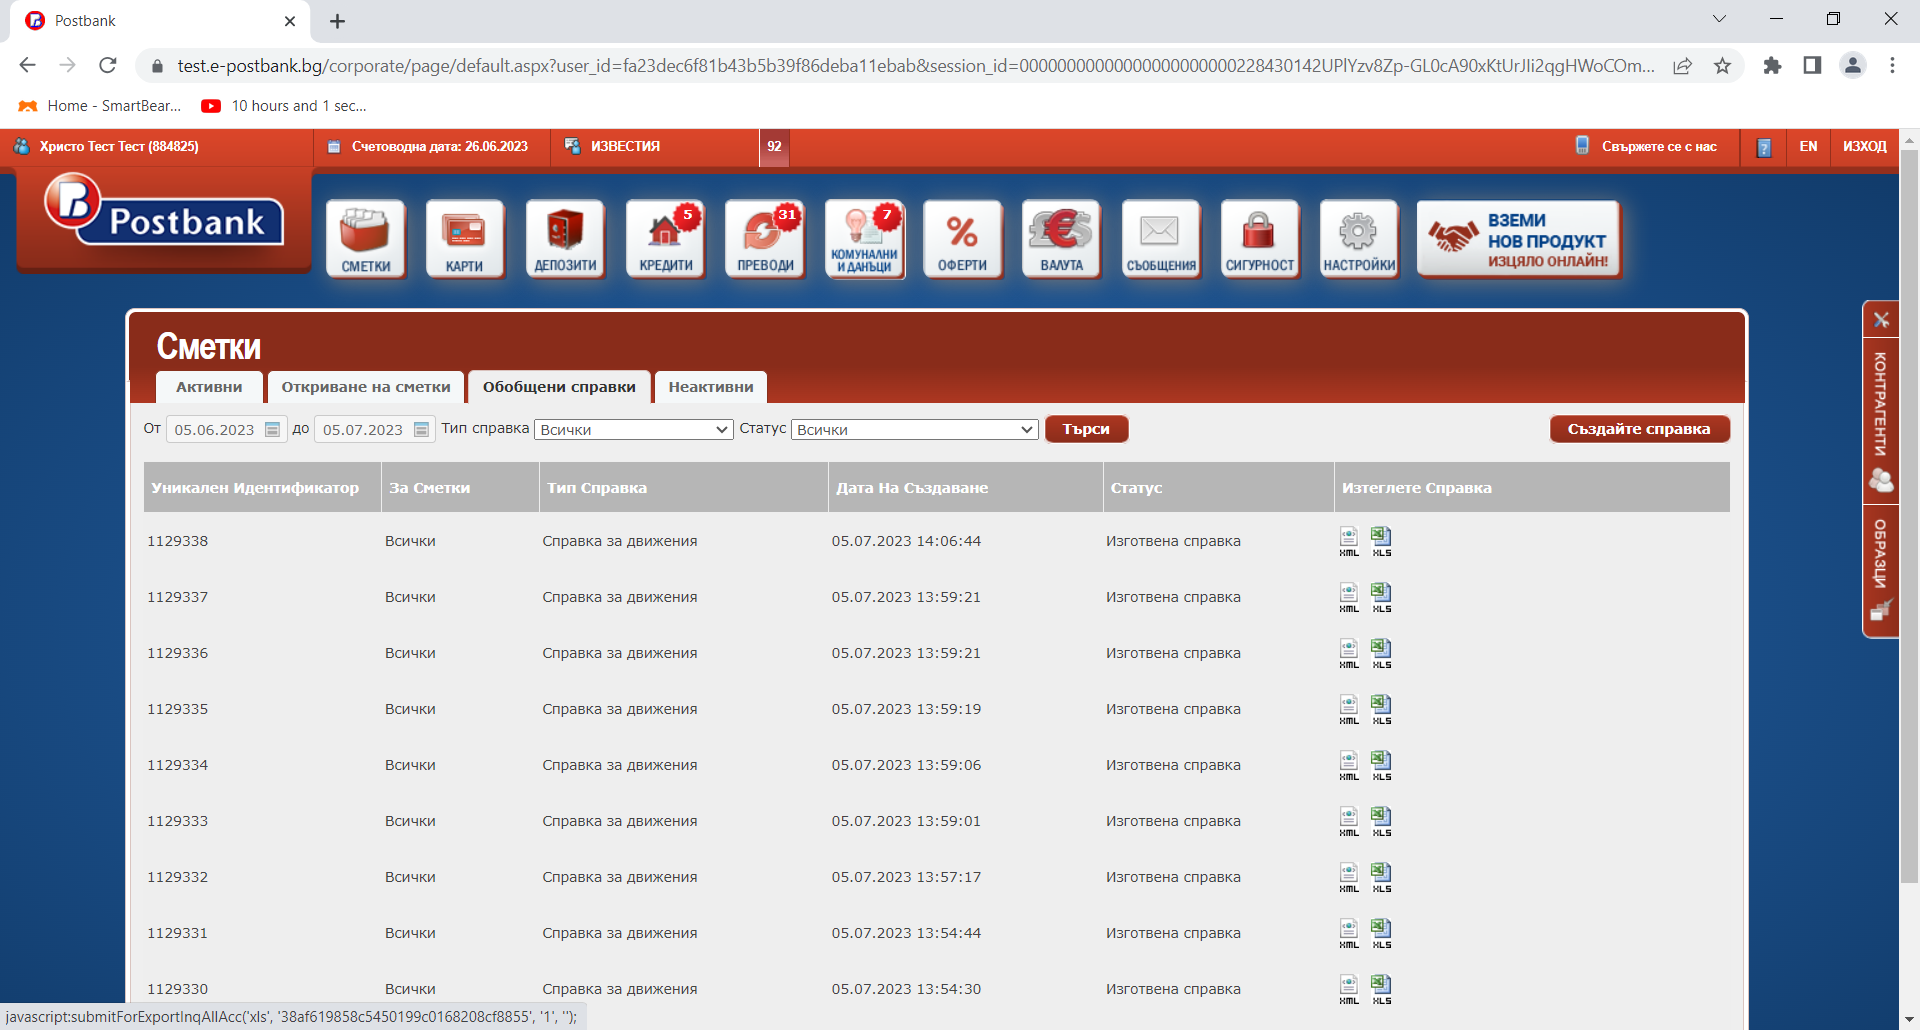 Postbank
test.e-postbank.bg/corporate/page/default.aspx?user_id=fa23dec6f81b43b5b39f86deba11ebab&session_id=
Home - SmartBear...
10 hours and 1 sec...
Христо Тест Тест (884825)
Счетоводна дата: 26.06.2023
ИЗВЕСТИЯ
92
Свържете се с нас
EN
ИЗХОД
Postbank
СМЕТКИ
КАРТИ
ДЕПОЗИТИ
5
КРЕДИТИ
31
ПРЕВОДИ
7
КОМУНАЛНИ
И ДАНЪЦИ
ОФЕРТИ
ВАЛУТА
СЪОБЩЕНИЯ
СИГУРНОСТ
НАСТРОЙКИ
ВЗЕМИ
НОВ ПРОДУКТ
ИЗЦЯЛО ОНЛАЙН!
КОНТРАГЕНТИ
ОБРАЗЦИ
Сметки
Активни
Откриване на сметки
Обобщени справки
Неактивни
От 05.06.2023 до 05.07.2023 Тип справка Всички Статус Всички Търси
Създайте справка
Уникален Идентификатор За Сметки Тип Справка Дата На Създаване Статус Изтеглете Справка
1129338 Всички Справка за движения 05.07.2023 14:06:44 Изготвена справка XML XLS
1129337 Всички Справка за движения 05.07.2023 13:59:21 Изготвена справка XML XLS
1129336 Всички Справка за движения 05.07.2023 13:59:21 Изготвена справка XML XLS
1129335 Всички Справка за движения 05.07.2023 13:59:19 Изготвена справка XML XLS
1129334 Всички Справка за движения 05.07.2023 13:59:06 Изготвена справка XML XLS
1129333 Всички Справка за движения 05.07.2023 13:59:01 Изготвена справка XML XLS
1129332 Всички Справка за движения 05.07.2023 13:57:17 Изготвена справка XML XLS
1129331 Всички Справка за движения 05.07.2023 13:54:44 Изготвена справка XML XLS
1129330 Всички Справка за движения 05.07.2023 13:54:30 Изготвена справка XML XLS
javascript:submitForExportInqAllAcc('xls', '38af619858c5450199c0168208cf8855', '1', '');